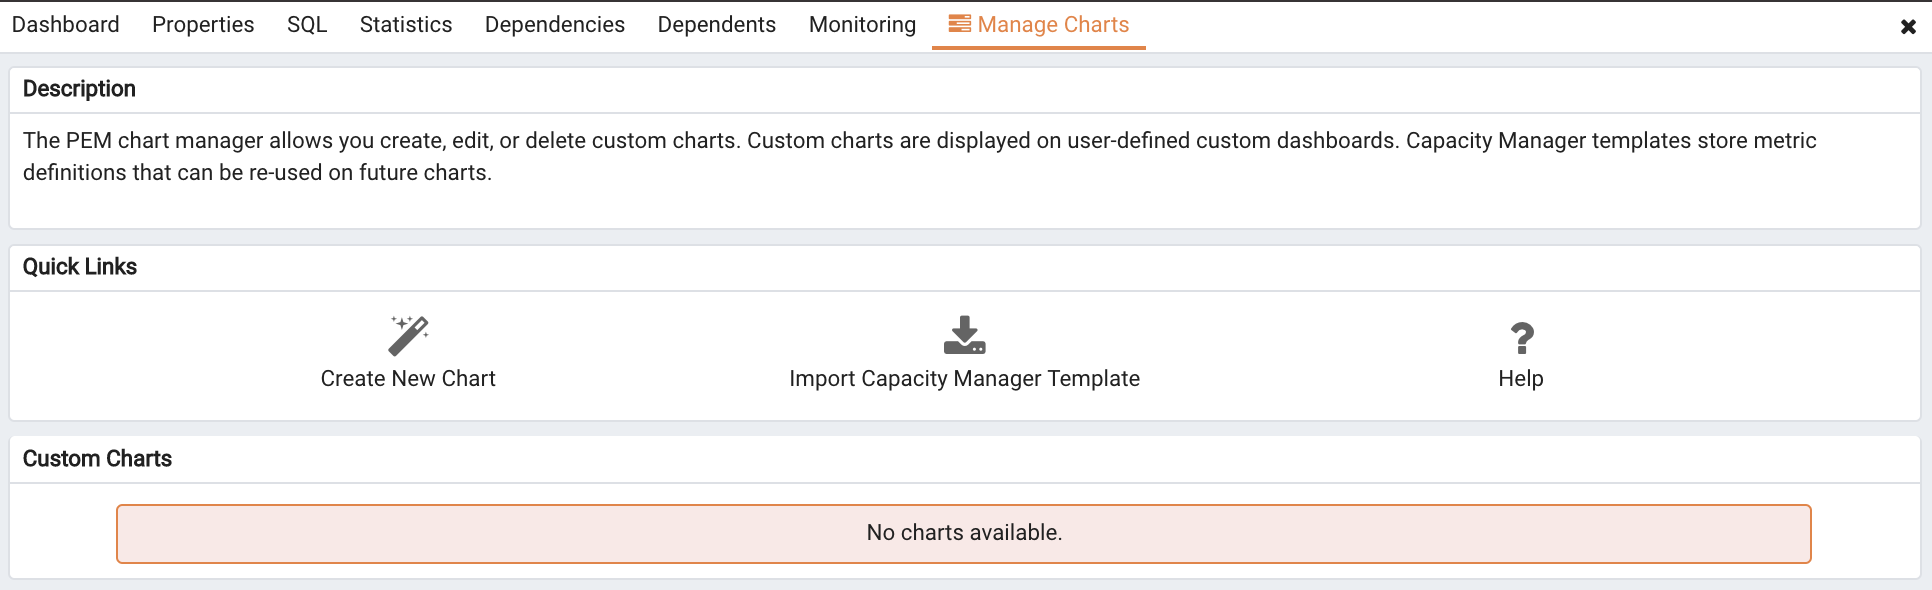 Dashboard Properties SQL Statistics Dependencies Dependents Monitoring Manage Charts
Description
The PEM chart manager allows you create, edit, or delete custom charts. Custom charts are displayed on user-defined custom dashboards. Capacity Manager templates store metric
definitions that can be re-used on future charts.
Quick Links
Create New Chart Import Capacity Manager Template Help
Custom Charts
No charts available.